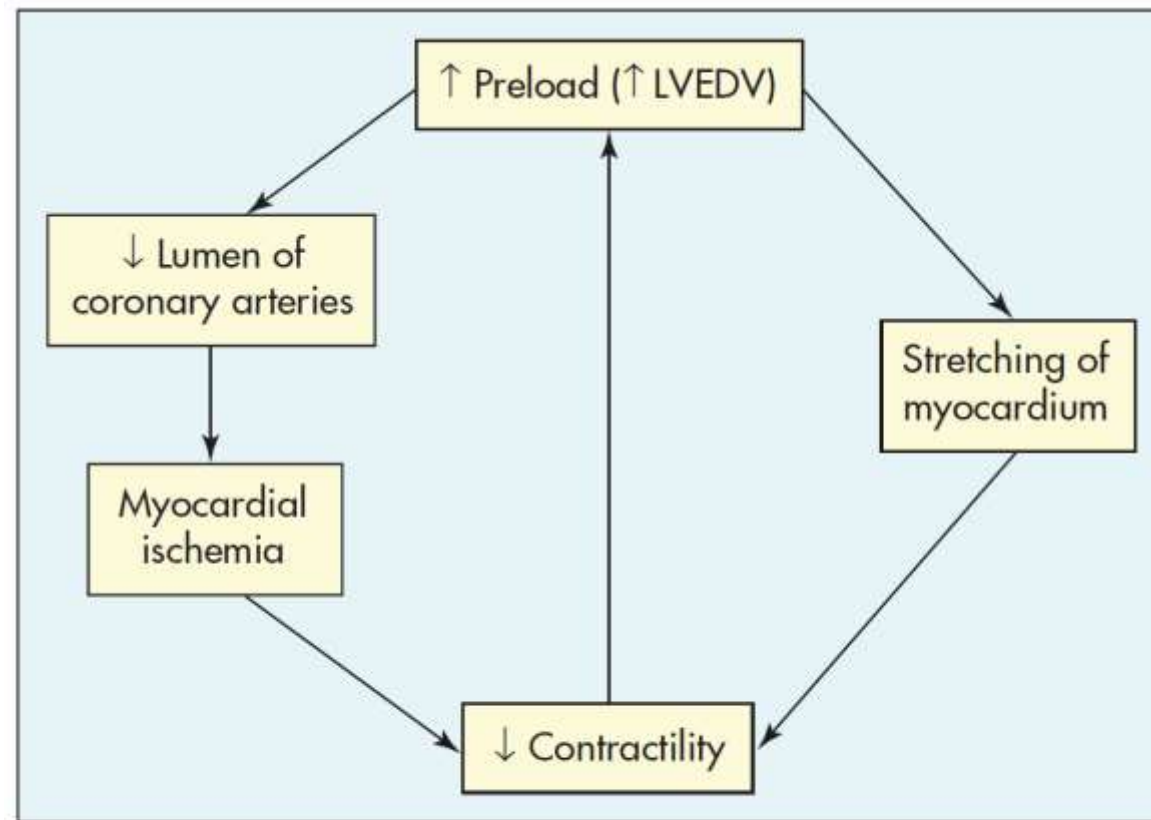 ↑ Preload (↑ LVEDV)
↓ Lumen of
coronary arteries
Stretching of
myocardium
Myocardial
ischemia
↓ Contractility